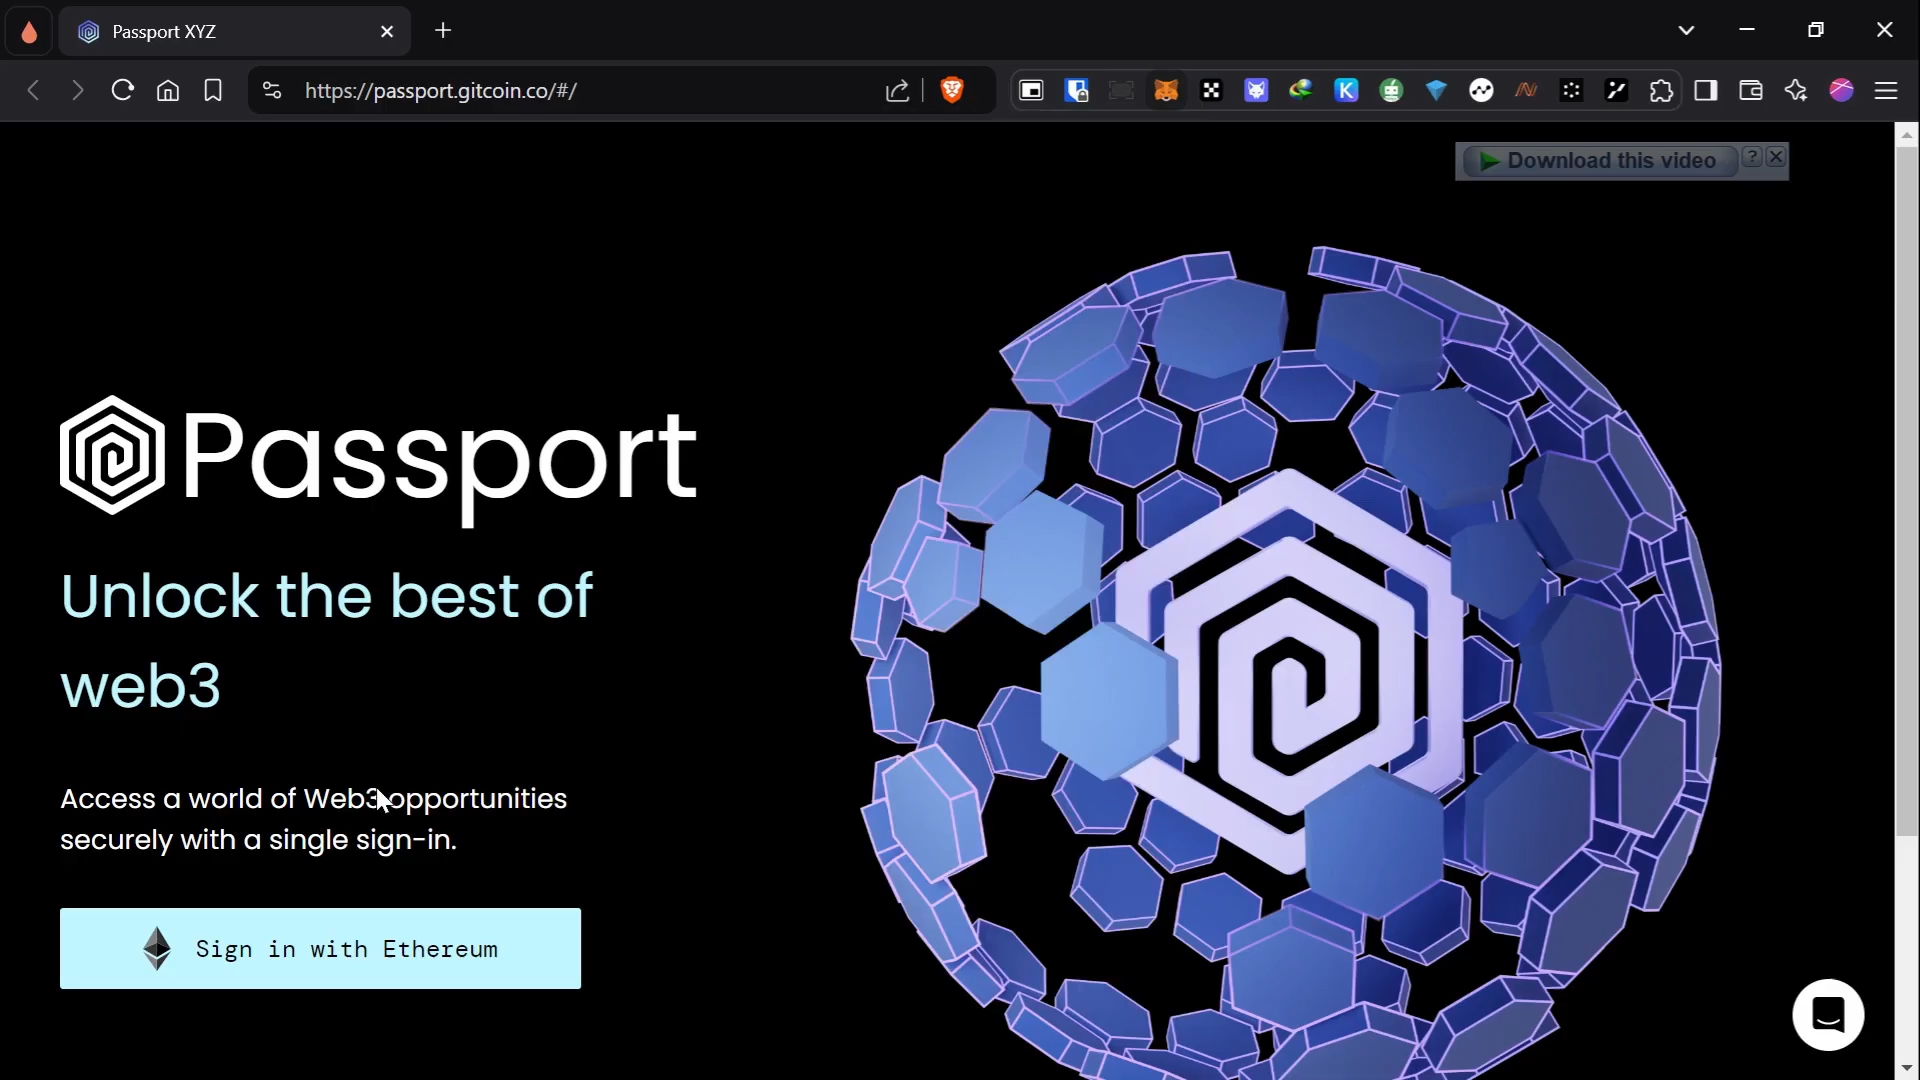 Passport XYZ
https://passport.gitcoin.co/#/
Download this video
?
Passport
Unlock the best of
web3
Access a world of Web3 opportunities
securely with a single sign-in.
Sign in with Ethereum